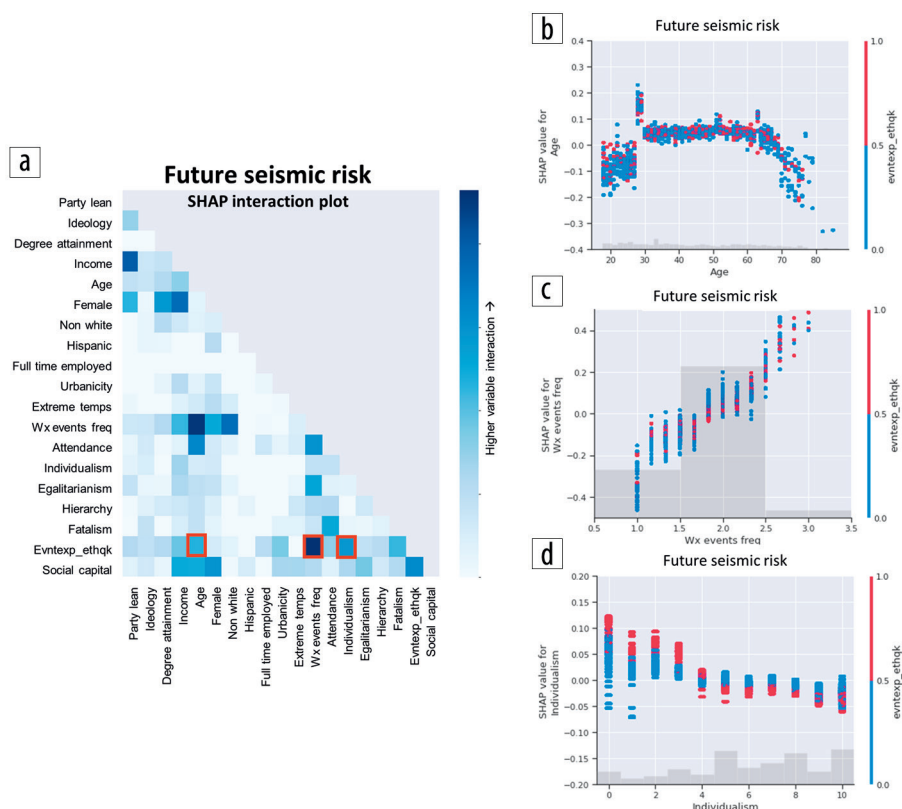 a
Future seismic risk
SHAP interaction plot
Party lean
Ideology
Degree attainment
Income
Age
Female
Non white
Hispanic
Full time employed
Urbanicity
Extreme temps
Wx events freq
Attendance
Individualism
Egalitarianism
Hierarchy
Fatalism
Evntexp_ethqk
Social capital
Party lean
Ideology
Degree attainment
Income
Age
Female
Non white
Hispanic
Full time employed
Urbanicity
Extreme temps
Wx events freq
Attendance
Individualism
Egalitarianism
Hierarchy
Fatalism
Evntexp_ethqk
Social capital
Higher variable interaction →
b
Future seismic risk
0.4
0.3
0.2
0.1
0.0
−0.1
−0.2
−0.3
−0.4
SHAP value for
Age
20 30 40 50 60 70 80
Age
1.0
0.5
0.0
evntexp_ethqk
c
Future seismic risk
0.4
0.2
0.0
−0.2
−0.4
SHAP value for
Wx events freq
0.5 1.0 1.5 2.0 2.5 3.0 3.5
Wx events freq
1.0
0.5
0.0
evntexp_ethqk
d
Future seismic risk
0.20
0.15
0.10
0.05
0.00
−0.05
−0.10
−0.15
−0.20
SHAP value for
Individualism
0 2 4 6 8 10
Individualism
1.0
0.5
0.0
evntexp_ethqk